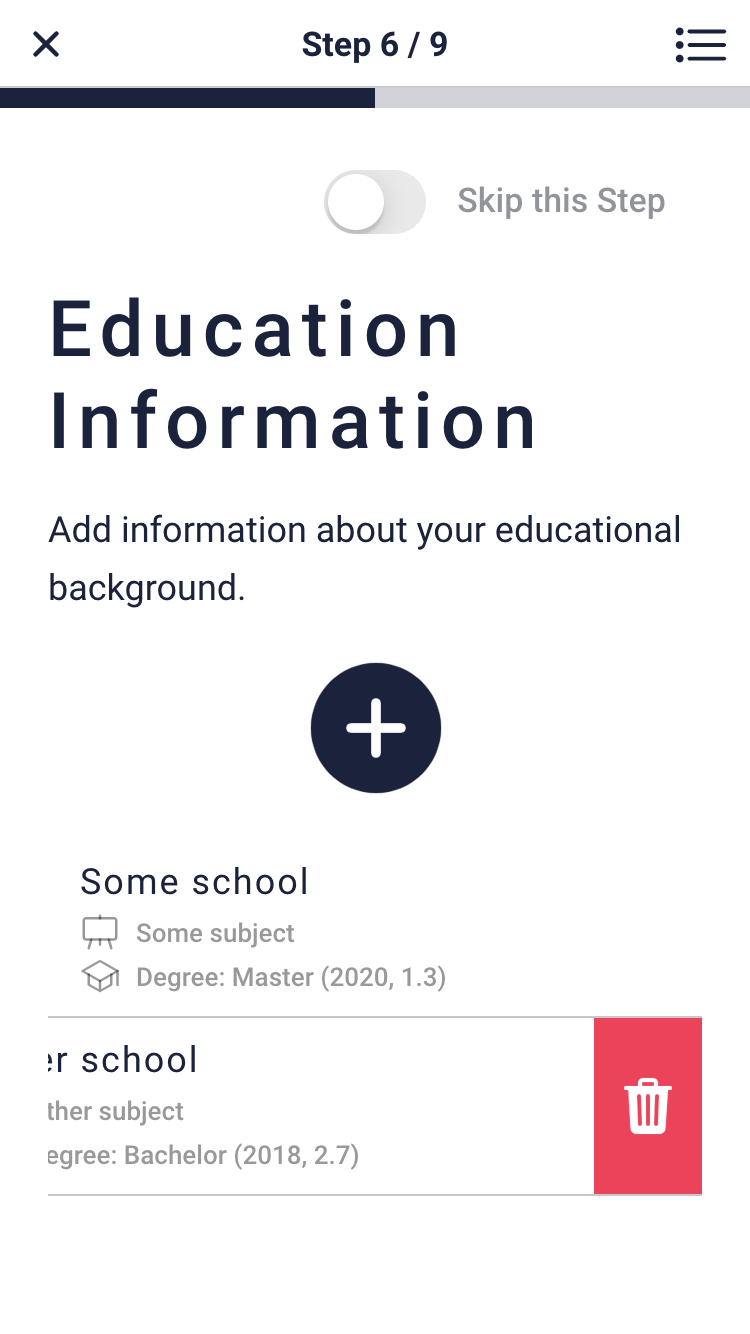 Step 6 / 9
Skip this Step
Education
Information
Add information about your educational
background.
Some school
Some subject
Degree: Master (2020, 1.3)
er school
ther subject
egree: Bachelor (2018, 2.7)